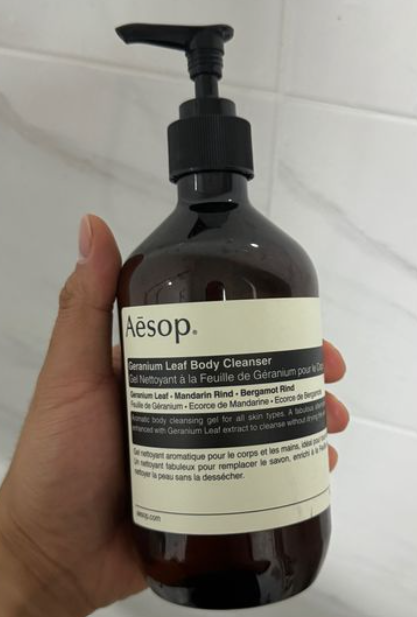 Aēsop.
Geranium Leaf Body Cleanser
Gel Nettoyant à la Feuille de Géranium pour le
Geranium Leaf - Mandarin Rind - Bergamot Rind
Feuille de Géranium - Ecorce de Mandarine - Ecorce de
body cleansing gel for all skin types. A fabulous
enhanced with Geranium Leaf extract to cleanse without
Gel nettoyant aromatique pour le corps et les mains, idéal
Un nettoyant fabuleux pour remplacer le savon, enrichi à la
nettoyer la peau sans la dessécher.
aesop.com